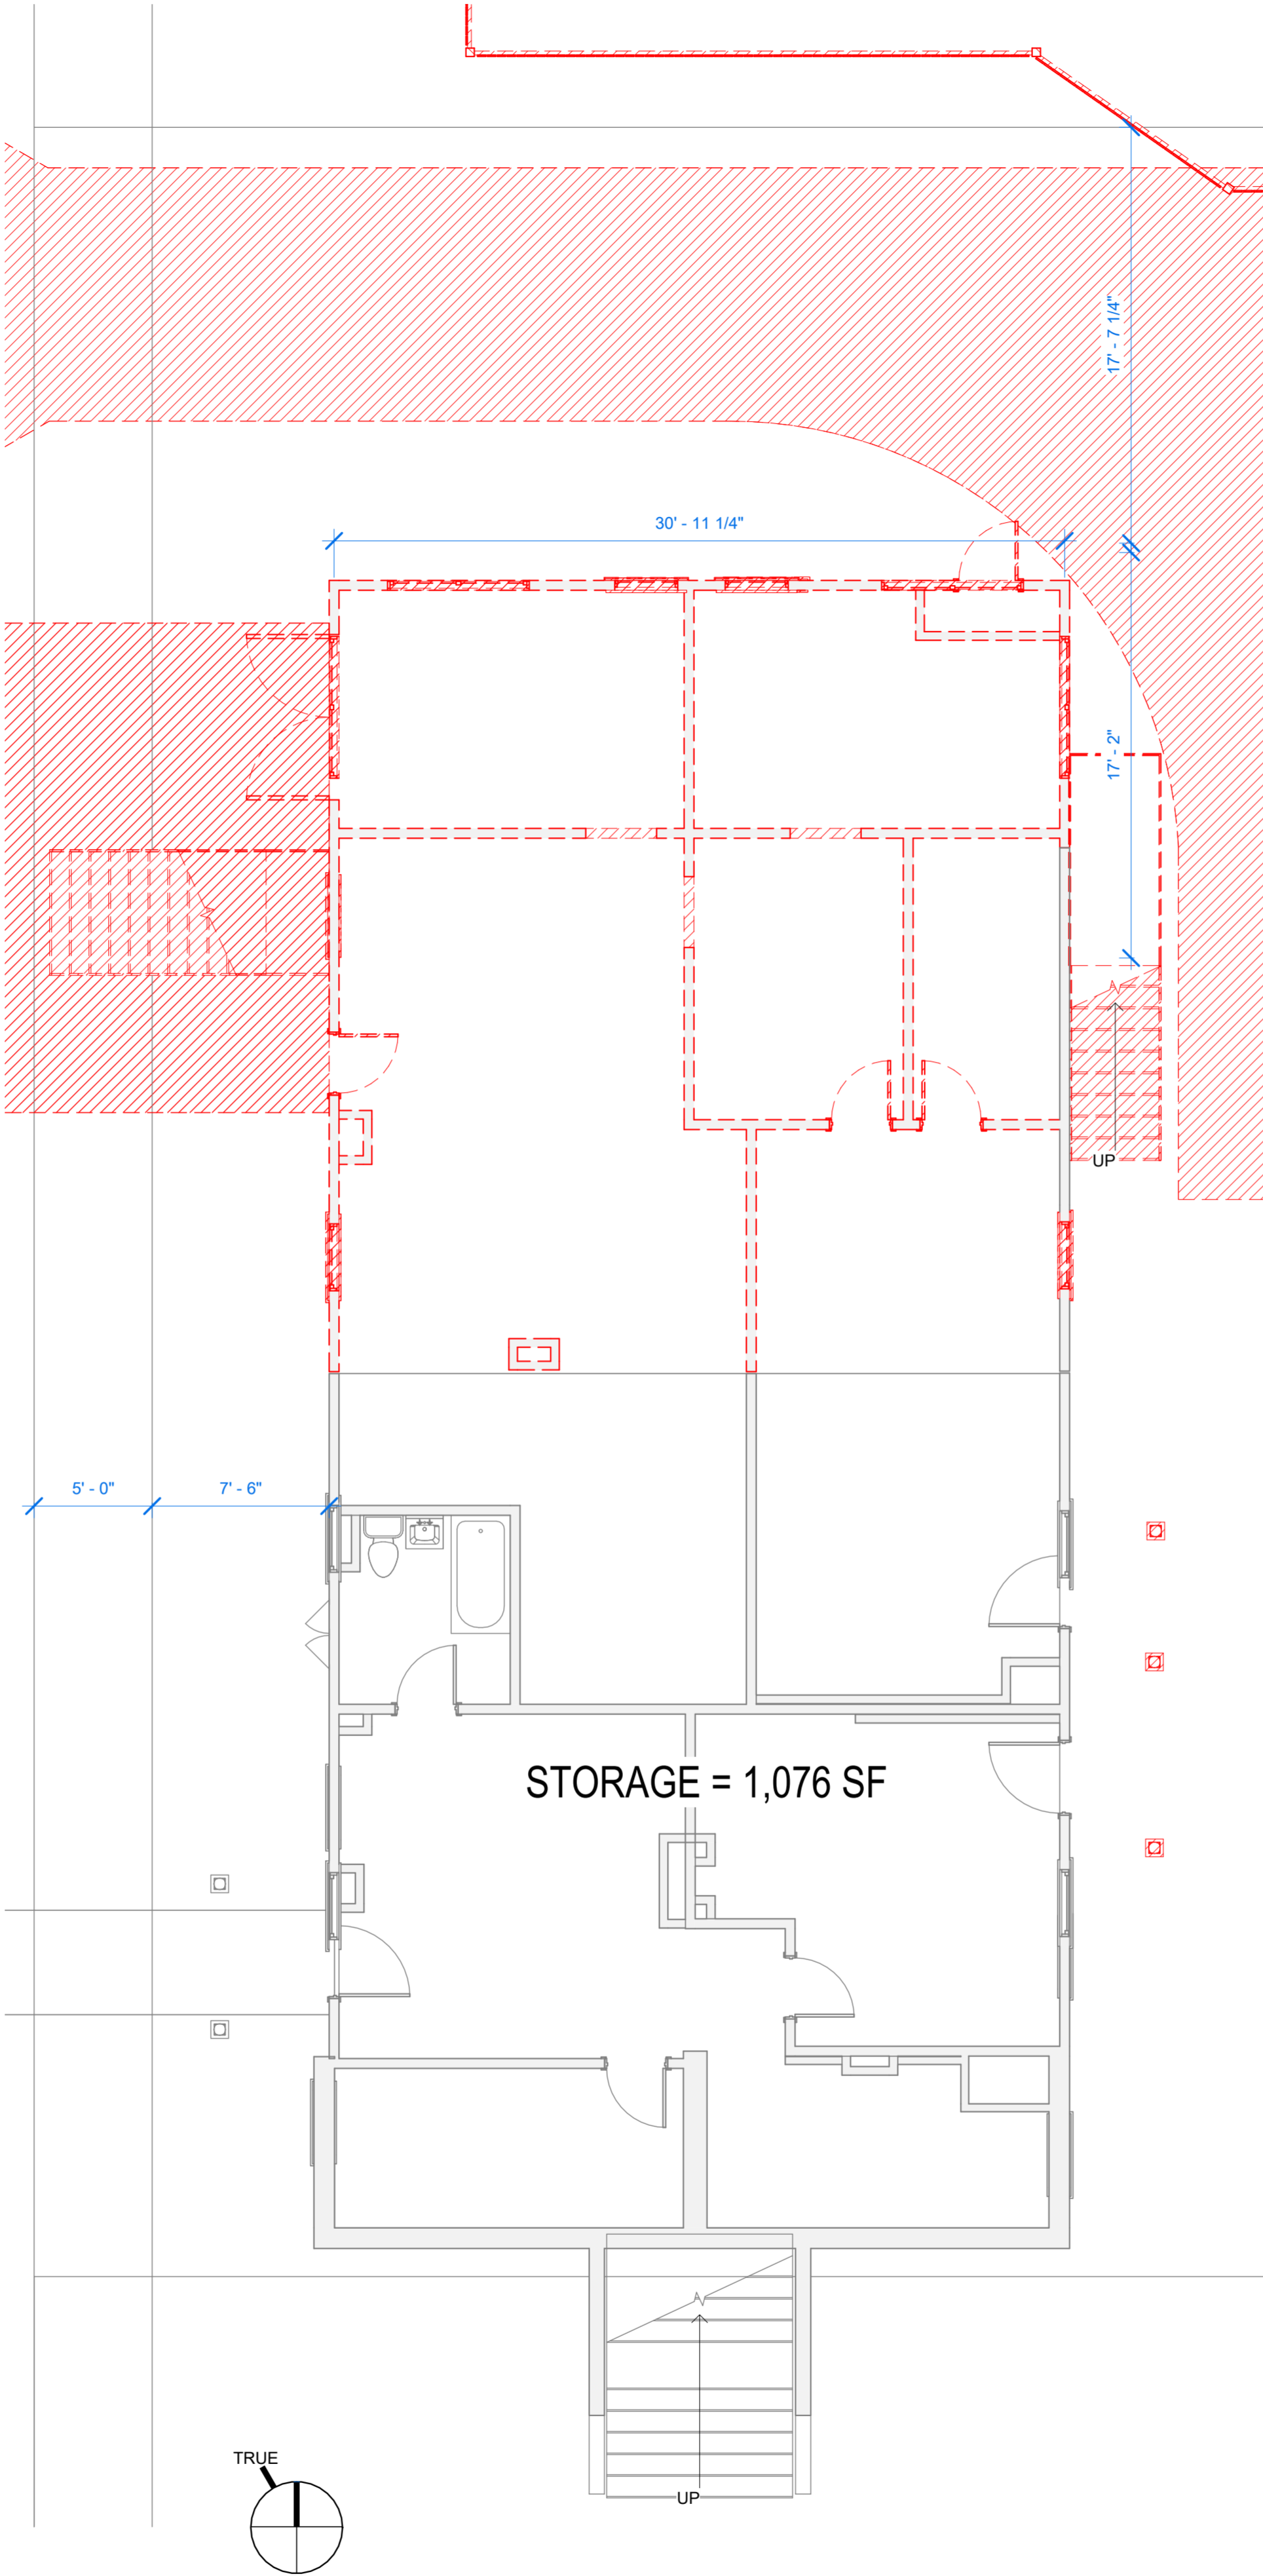 17' - 7 1/4"
30' - 11 1/4"
17' - 2"
UP
5' - 0"
7' - 6"
STORAGE = 1,076 SF
TRUE
UP